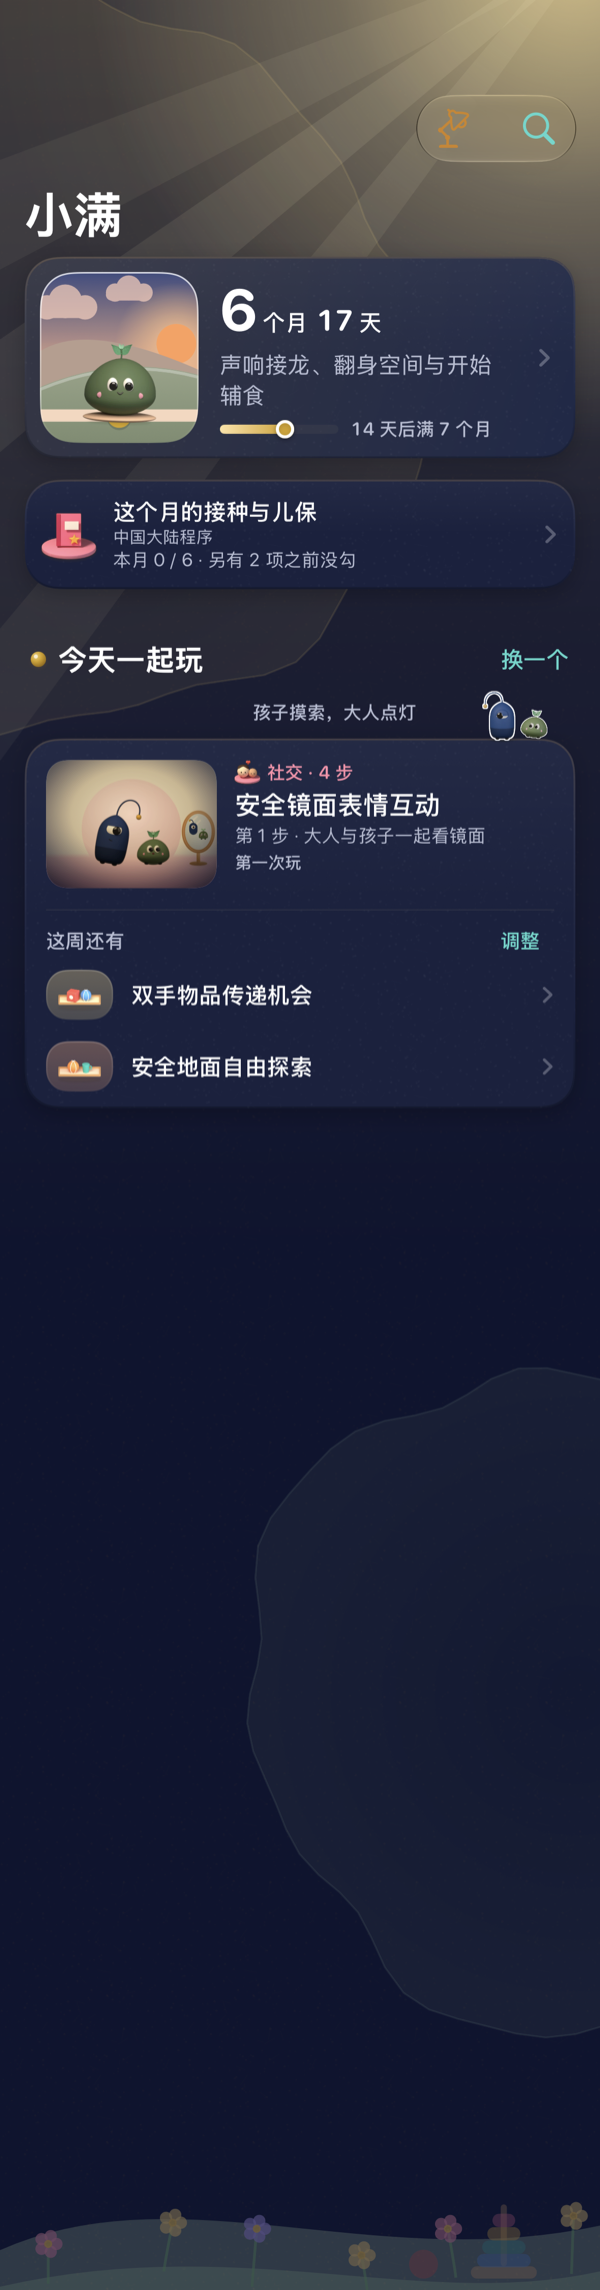 小满
6个月 17 天
声响接龙、翻身空间与开始
辅食
14 天后满 7 个月
这个月的接种与儿保
中国大陆程序
本月 0 / 6 · 另有 2 项之前没勾
今天一起玩
换一个
孩子摸索，大人点灯
社交 · 4 步
安全镜面表情互动
第 1 步 · 大人与孩子一起看镜面
第一次玩
这周还有
调整
双手物品传递机会
安全地面自由探索